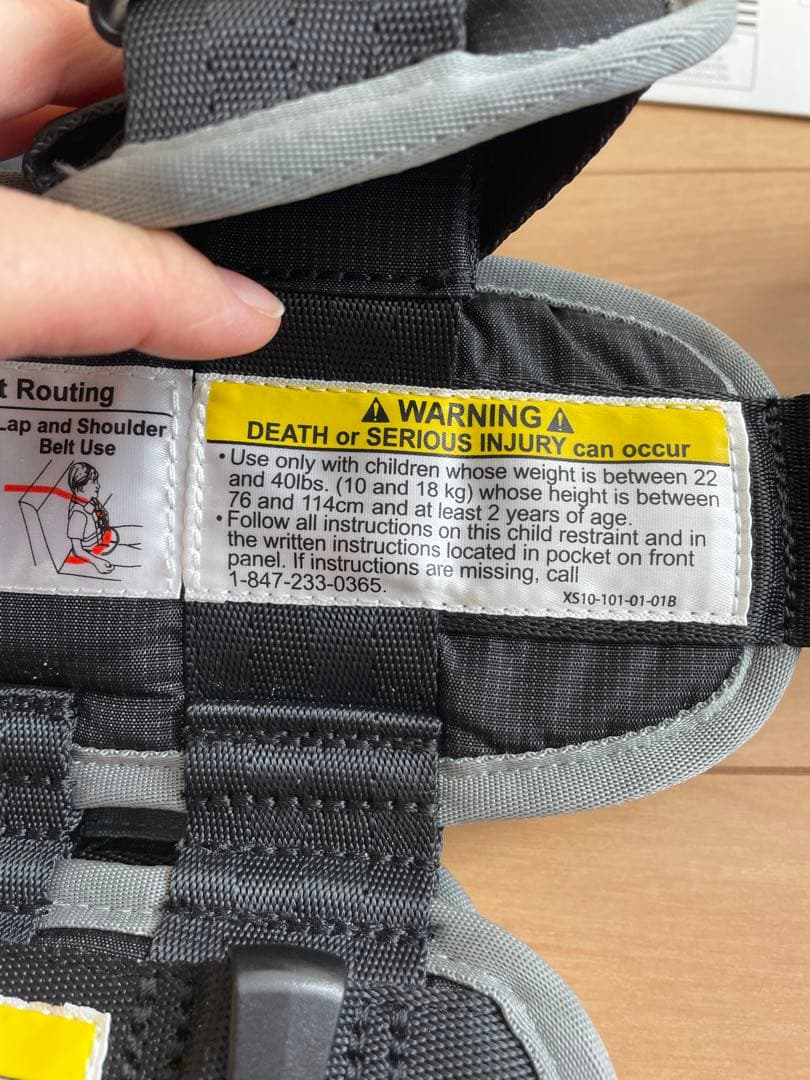 t Routing
Lap and Shoulder
Belt Use
WARNING
DEATH or SERIOUS INJURY can occur
• Use only with children whose weight is between 22
and 40lbs. (10 and 18 kg) whose height is between
76 and 114cm and at least 2 years of age.
• Follow all instructions on this child restraint and in
the written instructions located in pocket on front
panel. If instructions are missing, call
1-847-233-0365.
XS10-101-01-01B